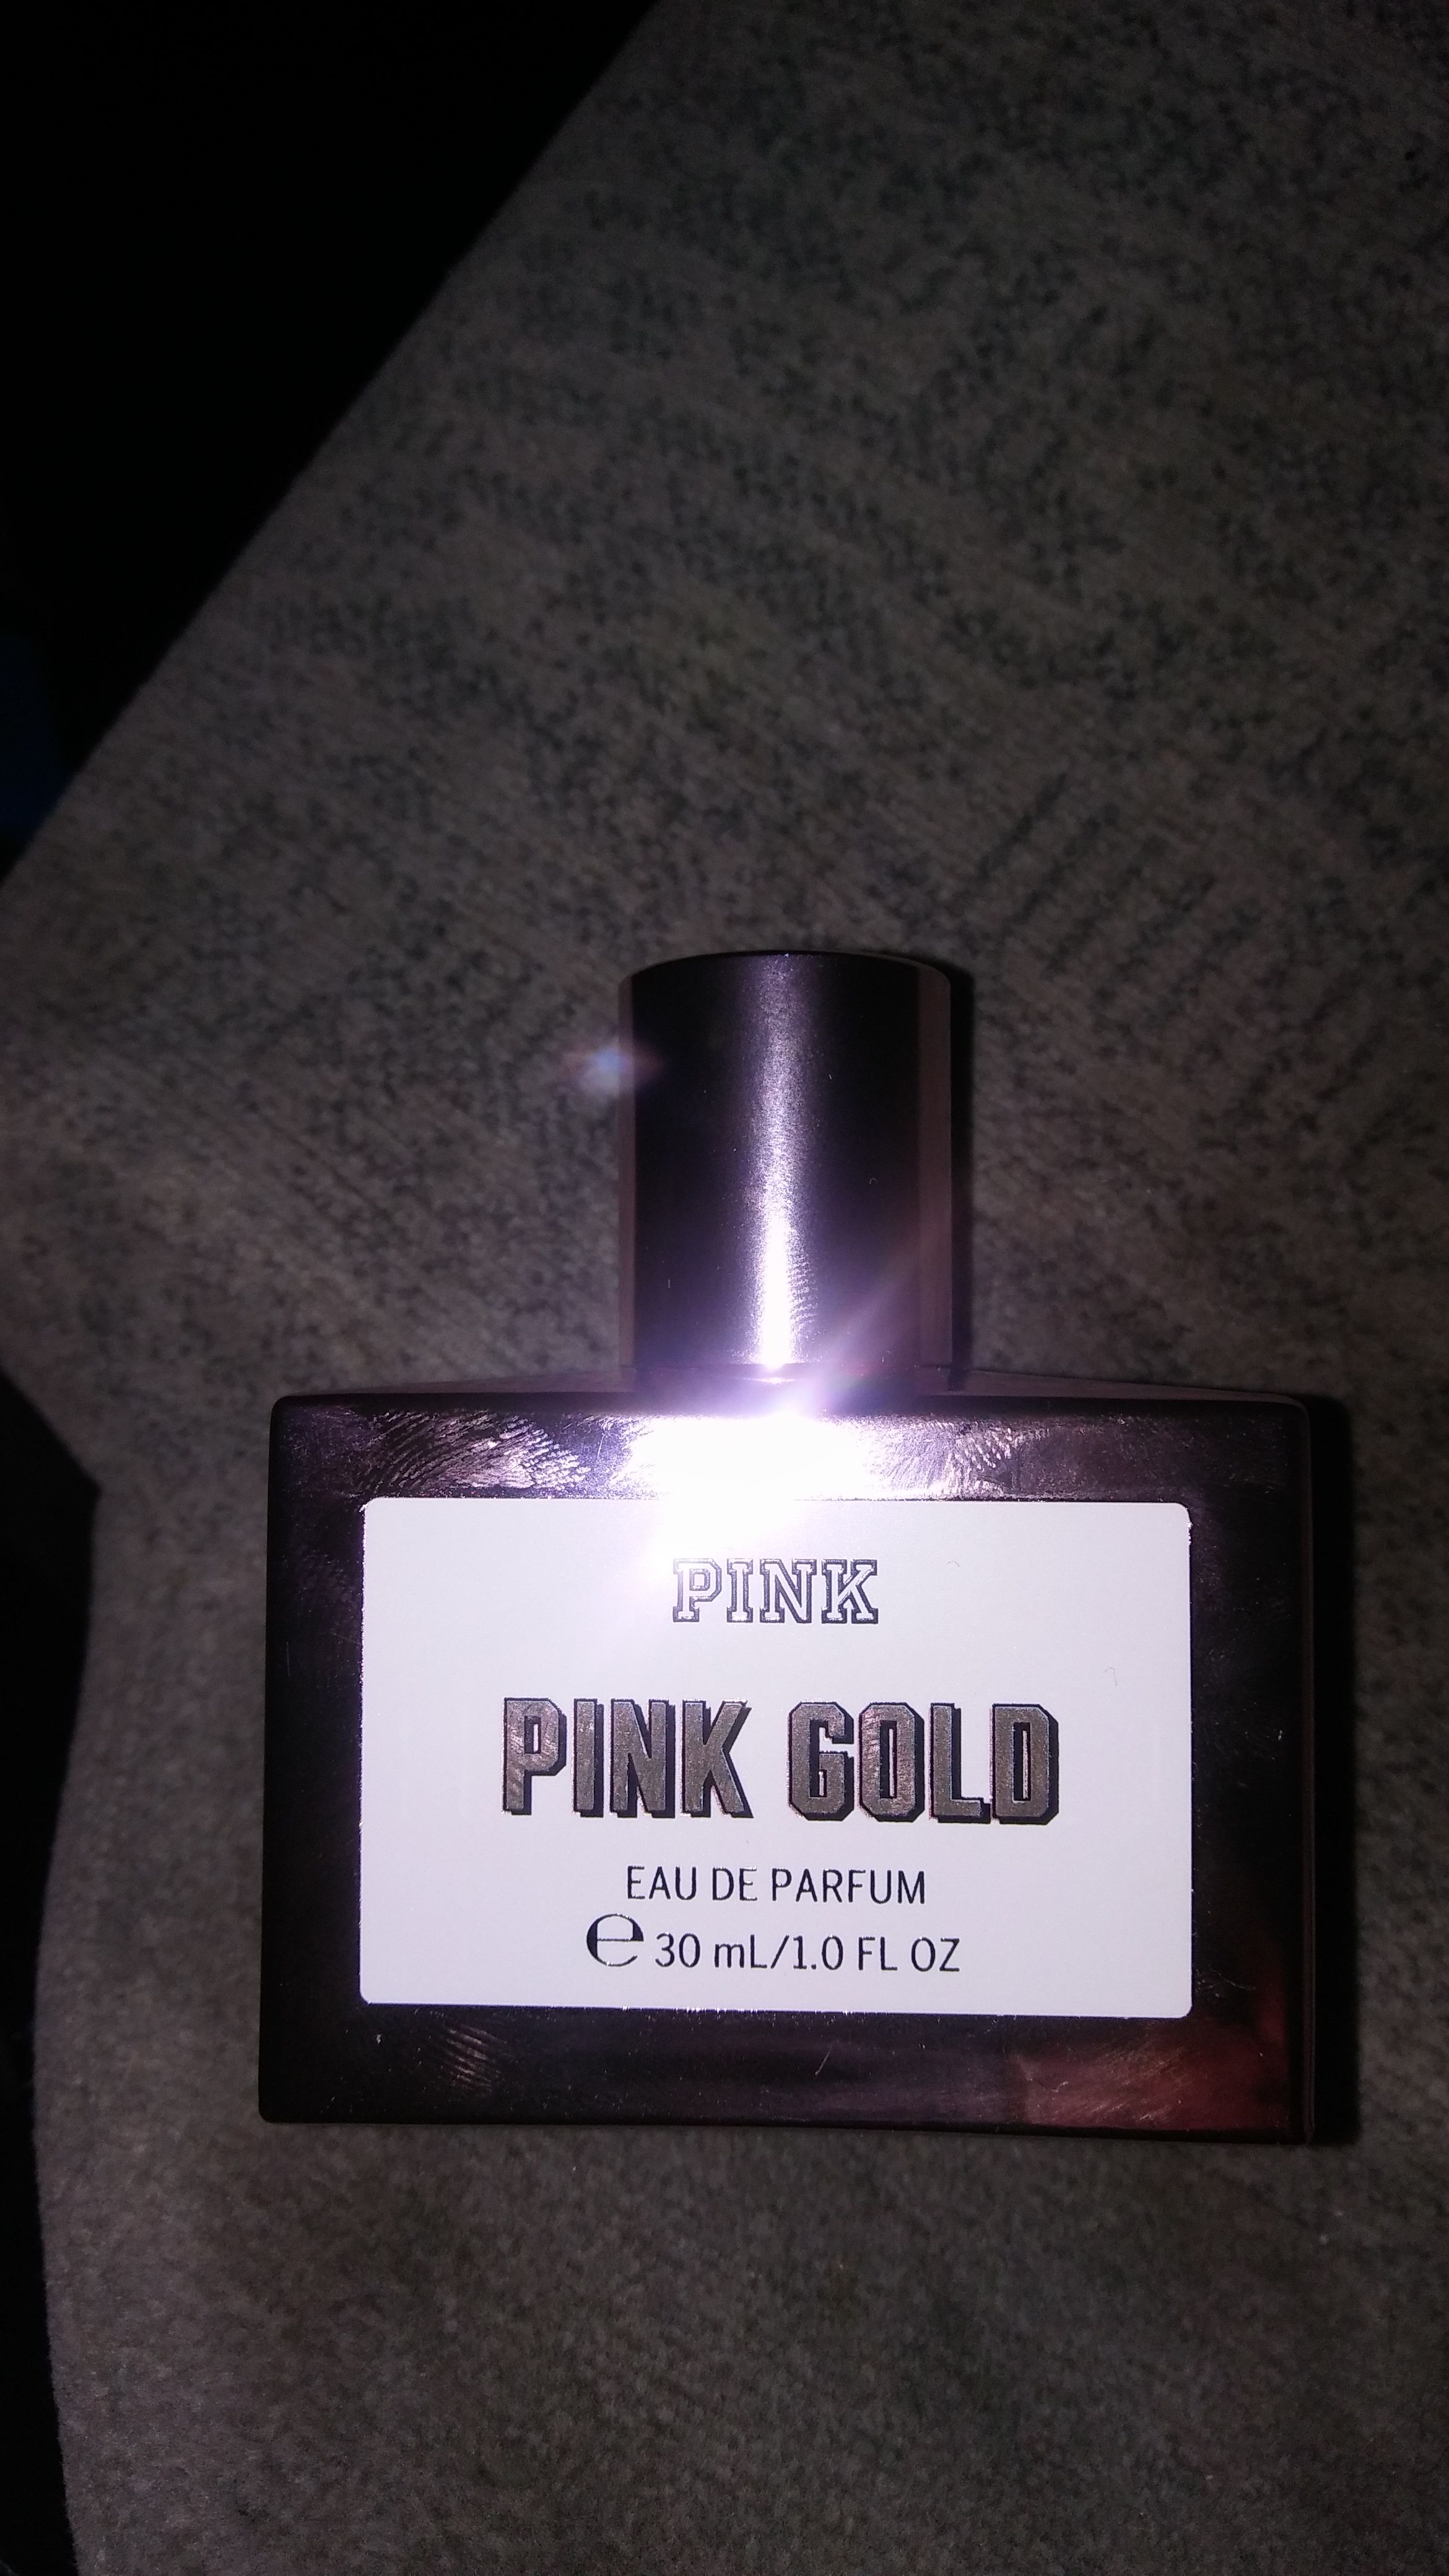 PINK
PINK GOLD
EAU DE PARFUM
℮ 30 mL/1.0 FL OZ